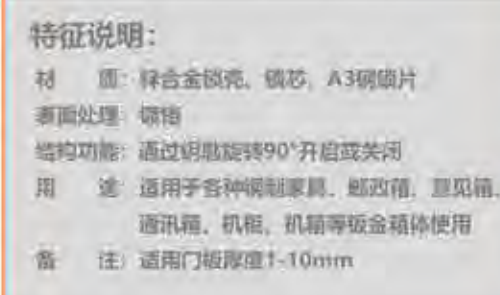 特征说明：
材 质：锌合金锁壳、锁芯、A3钢锁片
表面处理：镀铬
结构功能：通过钥匙旋转90°开启或关闭
用 途：适用于各种钢制家具、邮政箱、意见箱、
通讯箱、机柜、机箱等钣金箱体使用
备 注：适用门板厚度1-10mm